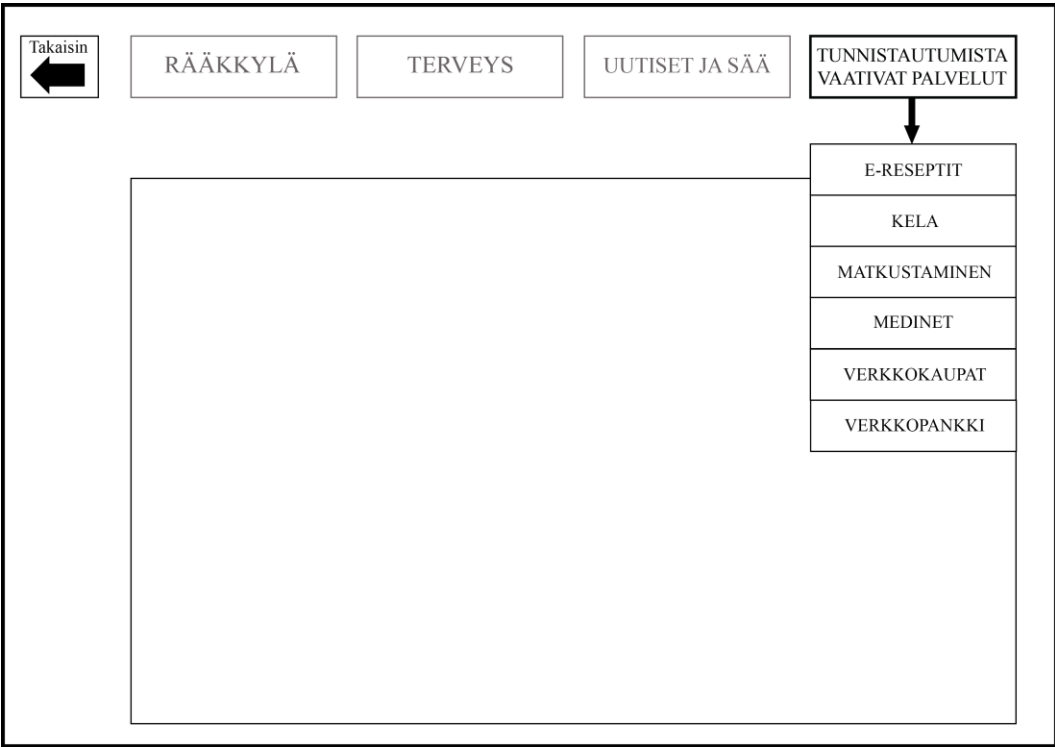 Takaisin
RÄÄKKYLÄ
TERVEYS
UUTISET JA SÄÄ
TUNNISTAUTUMISTA
VAATIVAT PALVELUT
E-RESEPTIT
KELA
MATKUSTAMINEN
MEDINET
VERKKOKAUPAT
VERKKOPANKKI